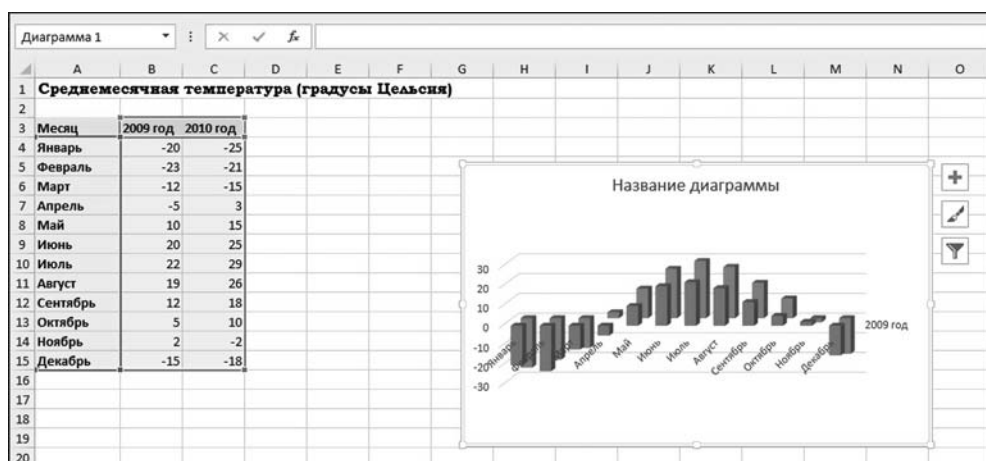 Диаграмма 1
fx
A B C D E F G H I J K L M N O
1 Среднемесячная температура (градусы Цельсия)
2
3 Месяц 2009 год 2010 год
4 Январь -20 -25
5 Февраль -23 -21
6 Март -12 -15
7 Апрель -5 3
8 Май 10 15
9 Июнь 20 25
10 Июль 22 29
11 Август 19 26
12 Сентябрь 12 18
13 Октябрь 5 10
14 Ноябрь 2 -2
15 Декабрь -15 -18
16
17
18
19
20
Название диаграммы
30
20
10
0
-10
-20
-30
Январь Февраль Март Апрель Май Июнь Июль Август Сентябрь Октябрь Ноябрь Декабрь
2009 год